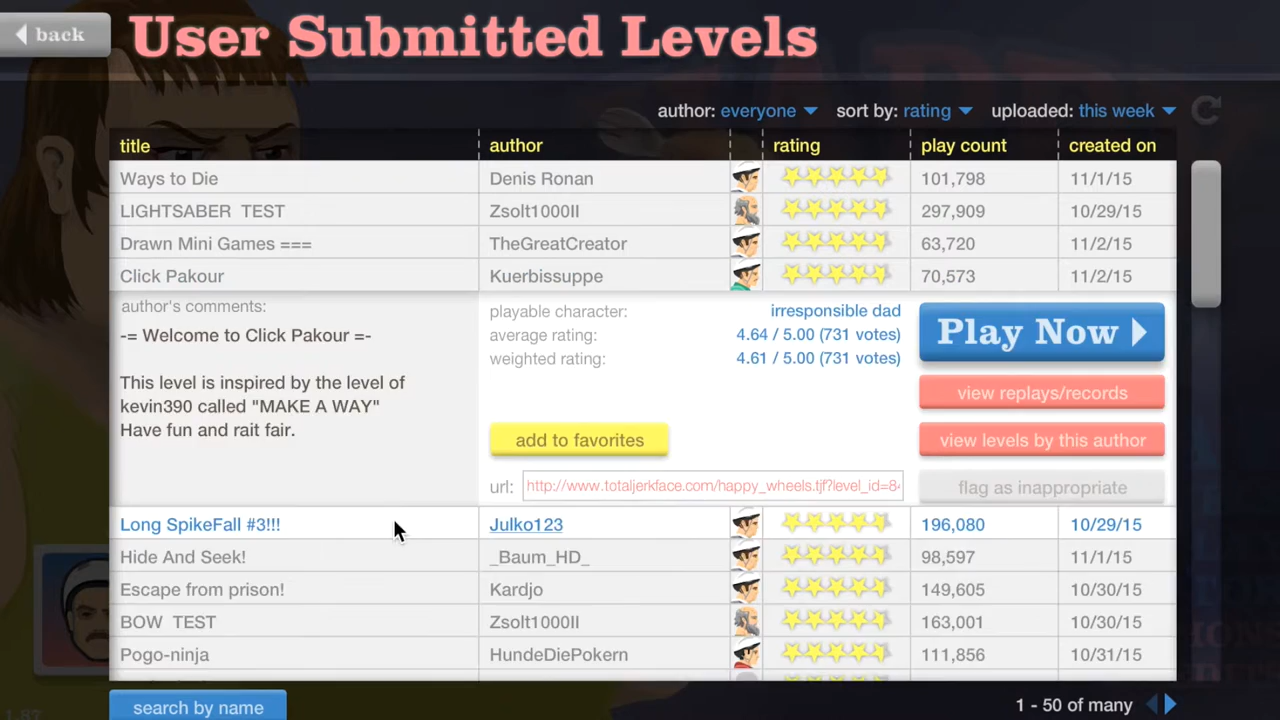 back
User Submitted Levels
author: everyone sort by: rating uploaded: this week
title author rating play count created on
Ways to Die Denis Ronan 101,798 11/1/15
LIGHTSABER TEST Zsolt1000II 297,909 10/29/15
Drawn Mini Games === TheGreatCreator 63,720 11/2/15
Click Pakour Kuerbissuppe 70,573 11/2/15
author's comments:
-= Welcome to Click Pakour =-
This level is inspired by the level of
kevin390 called "MAKE A WAY"
Have fun and rait fair.
playable character: irresponsible dad
average rating: 4.64 / 5.00 (731 votes)
weighted rating: 4.61 / 5.00 (731 votes)
add to favorites
url: http://www.totaljerkface.com/happy_wheels.tjf?level_id=8
Play Now
view replays/records
view levels by this author
flag as inappropriate
Long SpikeFall #3!!! Julko123 196,080 10/29/15
Hide And Seek! _Baum_HD_ 98,597 11/1/15
Escape from prison! Kardjo 149,605 10/30/15
BOW TEST Zsolt1000II 163,001 10/30/15
Pogo-ninja HundeDiePokern 111,856 10/31/15
search by name
1 - 50 of many
1.87